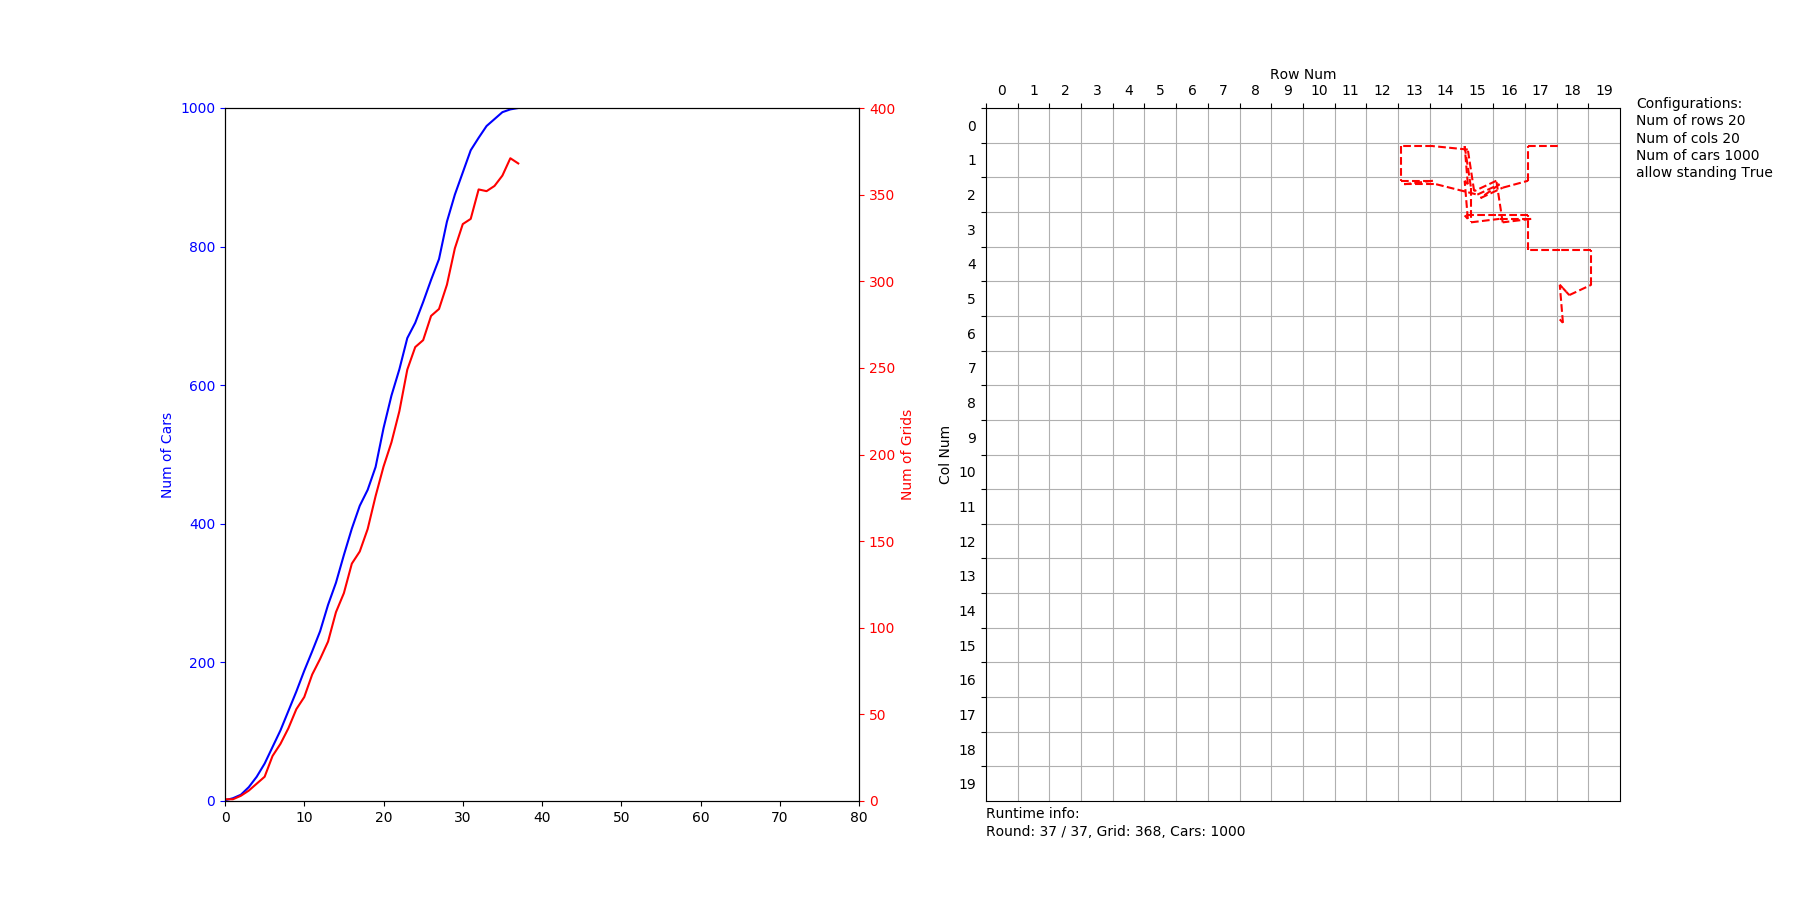 1000
800
600
400
200
0
Num of Cars
0 10 20 30 40 50 60 70 80
400
350
300
250
200
150
100
50
0
Num of Grids
Row Num
0 1 2 3 4 5 6 7 8 9 10 11 12 13 14 15 16 17 18 19
Col Num
0
1
2
3
4
5
6
7
8
9
10
11
12
13
14
15
16
17
18
19
Configurations:
Num of rows 20
Num of cols 20
Num of cars 1000
allow standing True
Runtime info:
Round: 37 / 37, Grid: 368, Cars: 1000